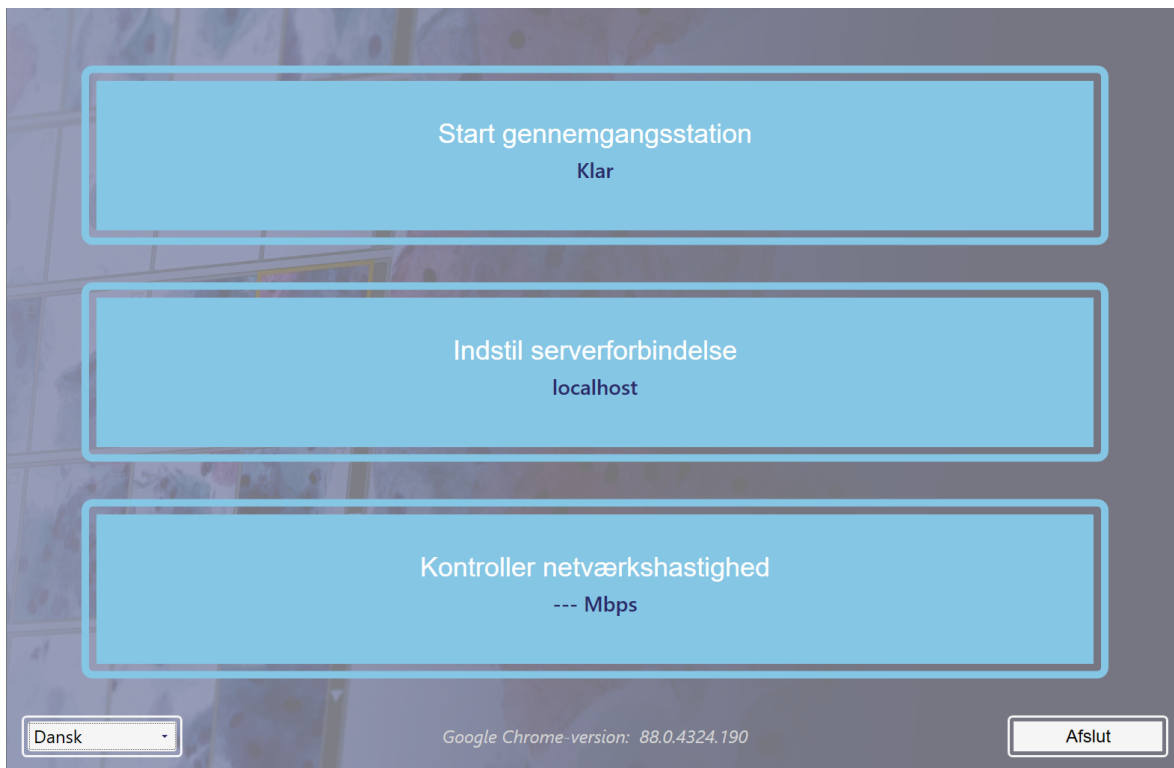 Start gennemgangsstation
Klar
Indstil serverforbindelse
localhost
Kontroller netværkshastighed
--- Mbps
Dansk
Google Chrome-version: 88.0.4324.190
Afslut